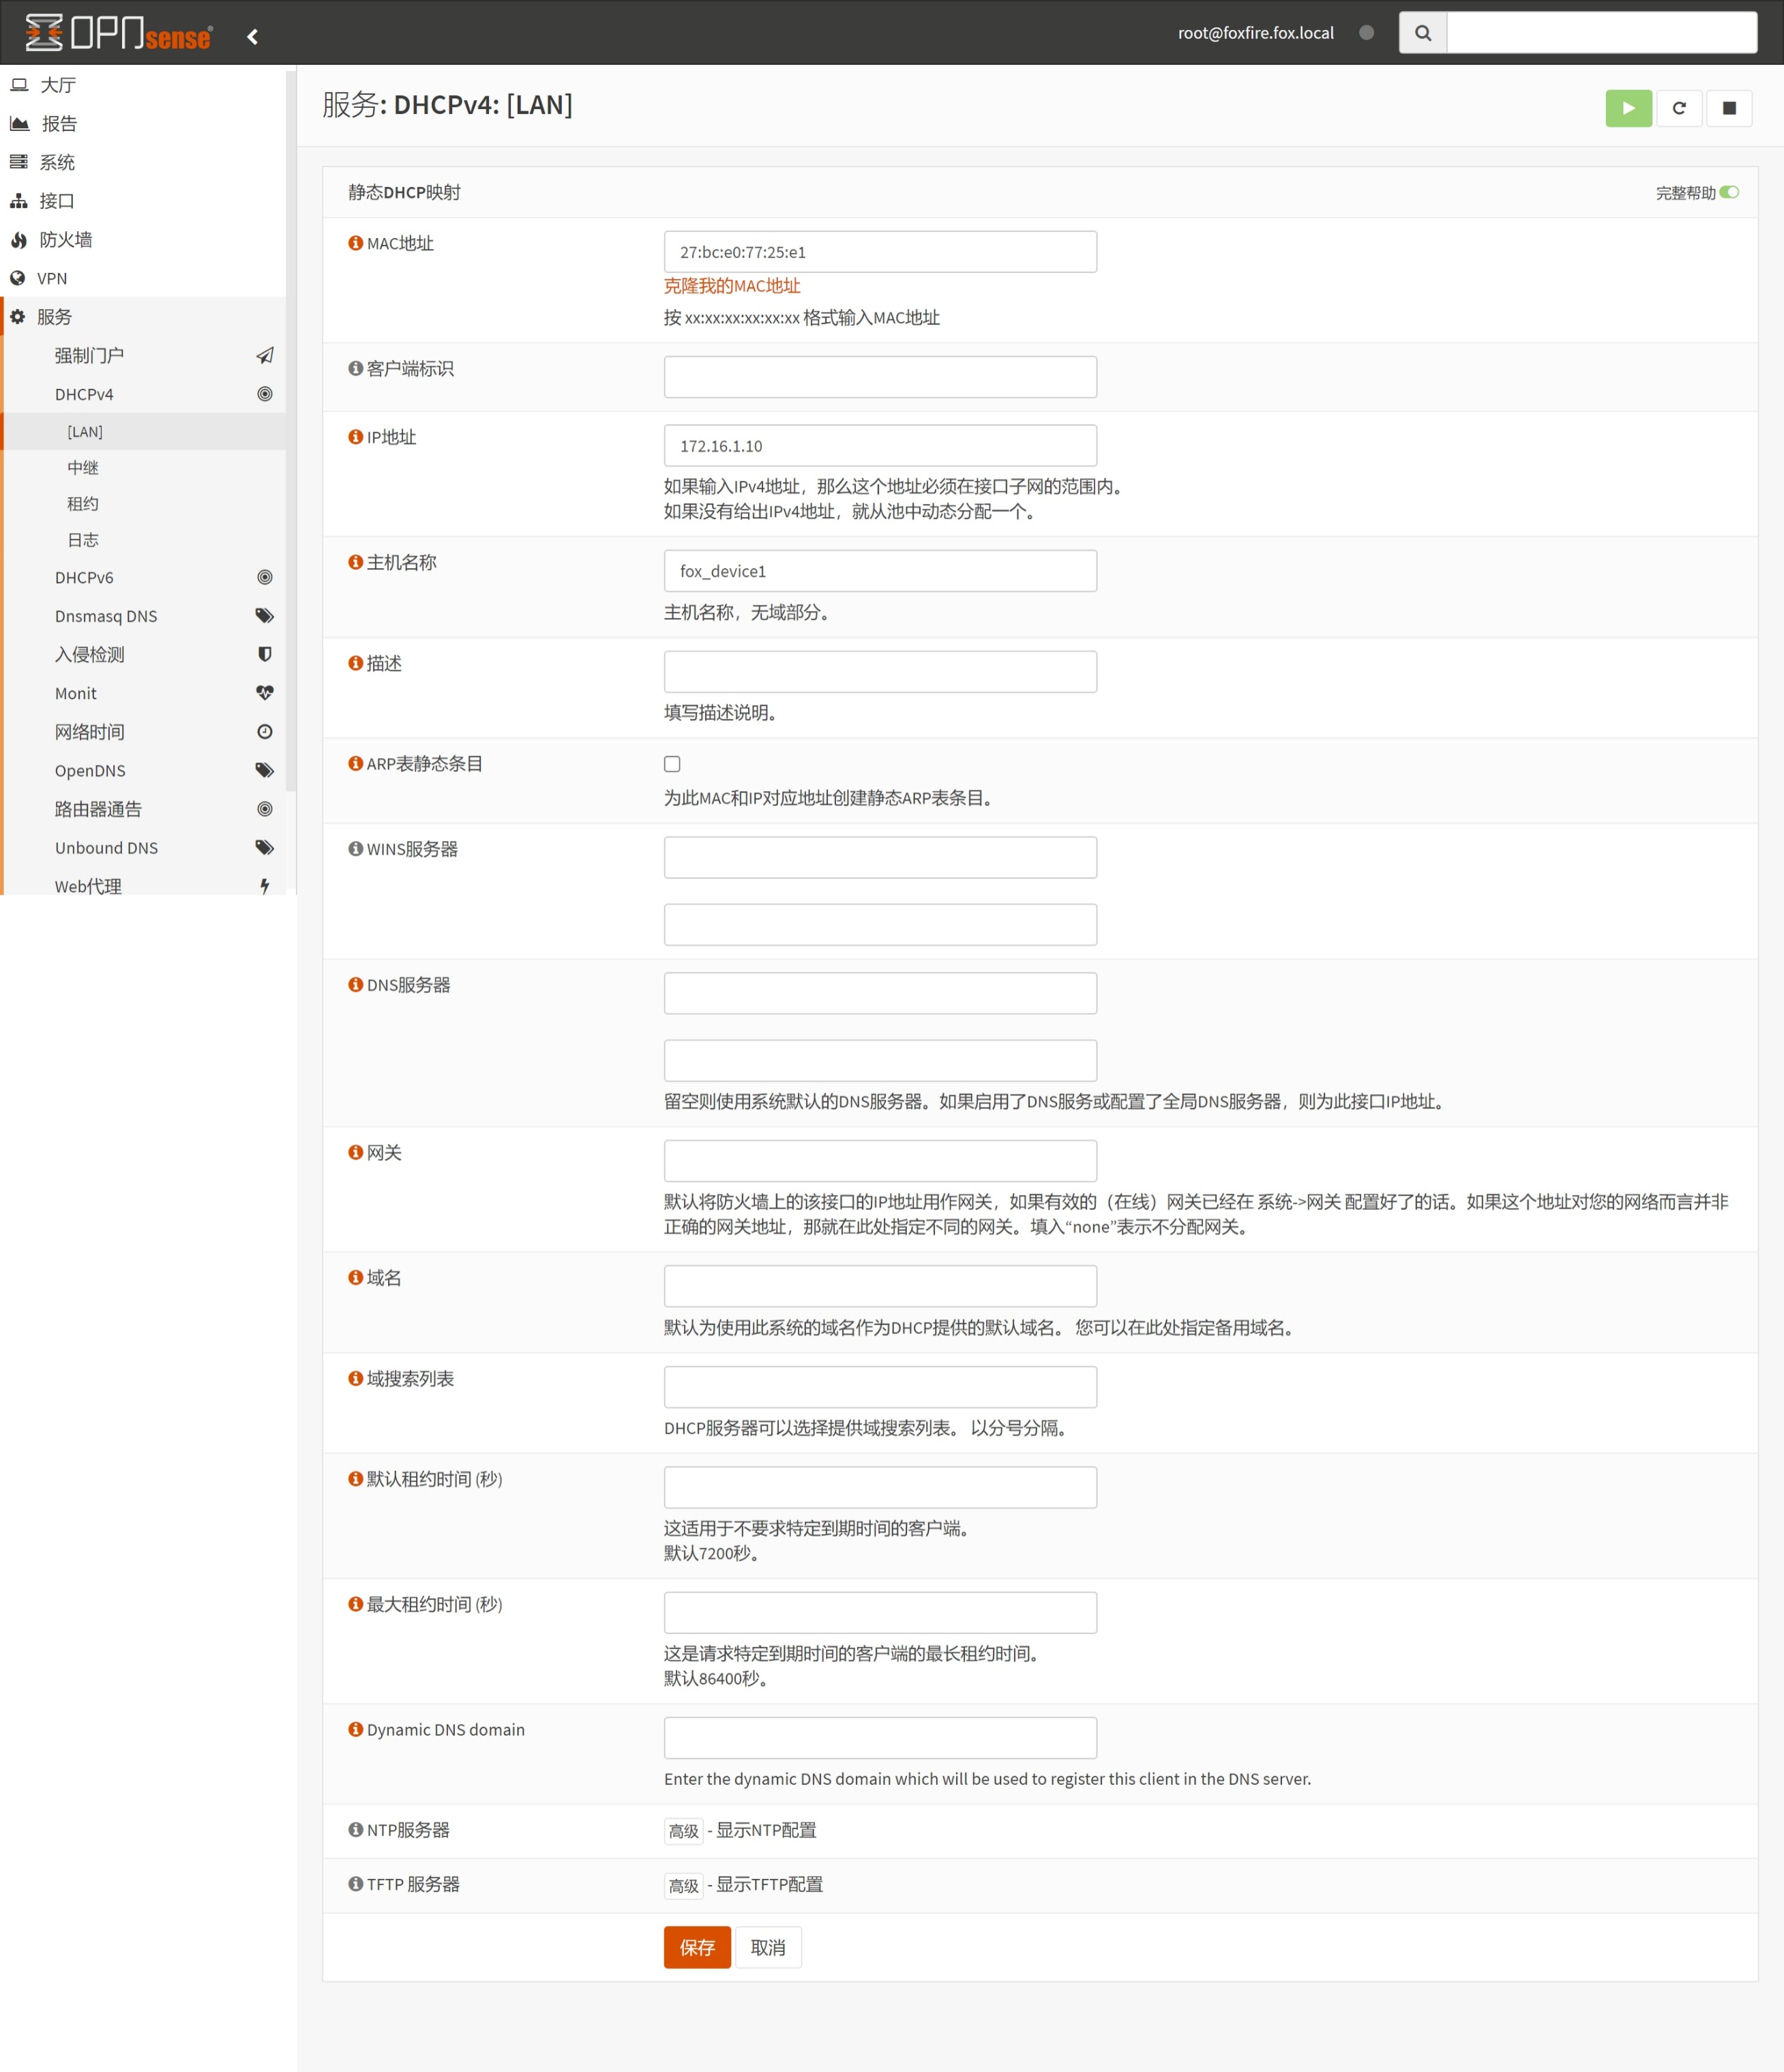 OPNsense®
root@foxfire.fox.local
大厅
报告
系统
接口
防火墙
VPN
服务
强制门户
DHCPv4
[LAN]
中继
租约
日志
DHCPv6
Dnsmasq DNS
入侵检测
Monit
网络时间
OpenDNS
路由器通告
Unbound DNS
Web代理
服务: DHCPv4: [LAN]
静态DHCP映射
完整帮助
MAC地址
27:bc:e0:77:25:e1
克隆我的MAC地址
按 xx:xx:xx:xx:xx:xx 格式输入MAC地址
客户端标识
IP地址
172.16.1.10
如果输入IPv4地址，那么这个地址必须在接口子网的范围内。
如果没有给出IPv4地址，就从池中动态分配一个。
主机名称
fox_device1
主机名称，无域部分。
描述
填写描述说明。
ARP表静态条目
为此MAC和IP对应地址创建静态ARP表条目。
WINS服务器
DNS服务器
留空则使用系统默认的DNS服务器。如果启用了DNS服务或配置了全局DNS服务器，则为此接口IP地址。
网关
默认将防火墙上的该接口的IP地址用作网关，如果有效的（在线）网关已经在 系统->网关 配置好了的话。如果这个地址对您的网络而言并非
正确的网关地址，那就在此处指定不同的网关。填入“none”表示不分配网关。
域名
默认为使用此系统的域名作为DHCP提供的默认域名。 您可以在此处指定备用域名。
域搜索列表
DHCP服务器可以选择提供域搜索列表。 以分号分隔。
默认租约时间 (秒)
这适用于不要求特定到期时间的客户端。
默认7200秒。
最大租约时间 (秒)
这是请求特定到期时间的客户端的最长租约时间。
默认86400秒。
Dynamic DNS domain
Enter the dynamic DNS domain which will be used to register this client in the DNS server.
NTP服务器
高级 - 显示NTP配置
TFTP 服务器
高级 - 显示TFTP配置
保存 取消